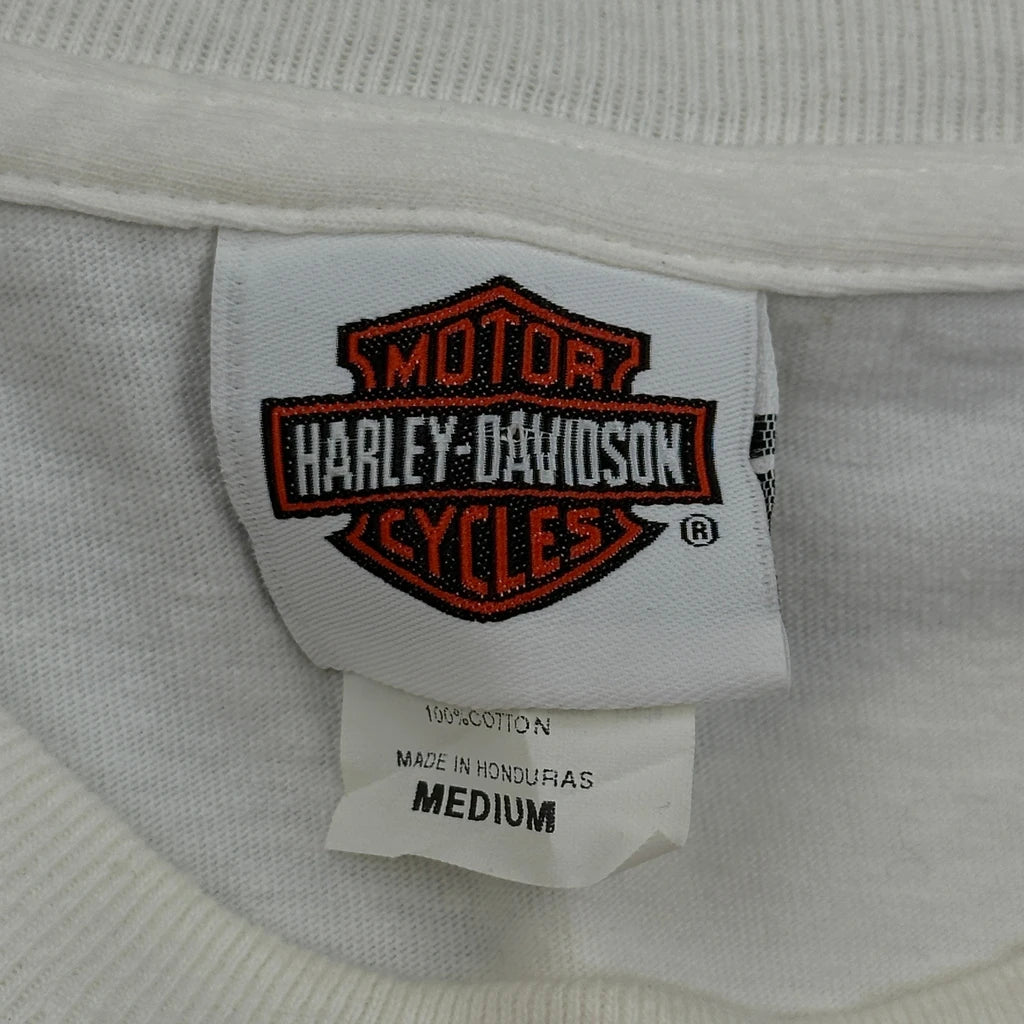 MOTOR
HARLEY-DAVIDSON
CYCLES
®
100% COTTON
MADE IN HONDURAS
MEDIUM